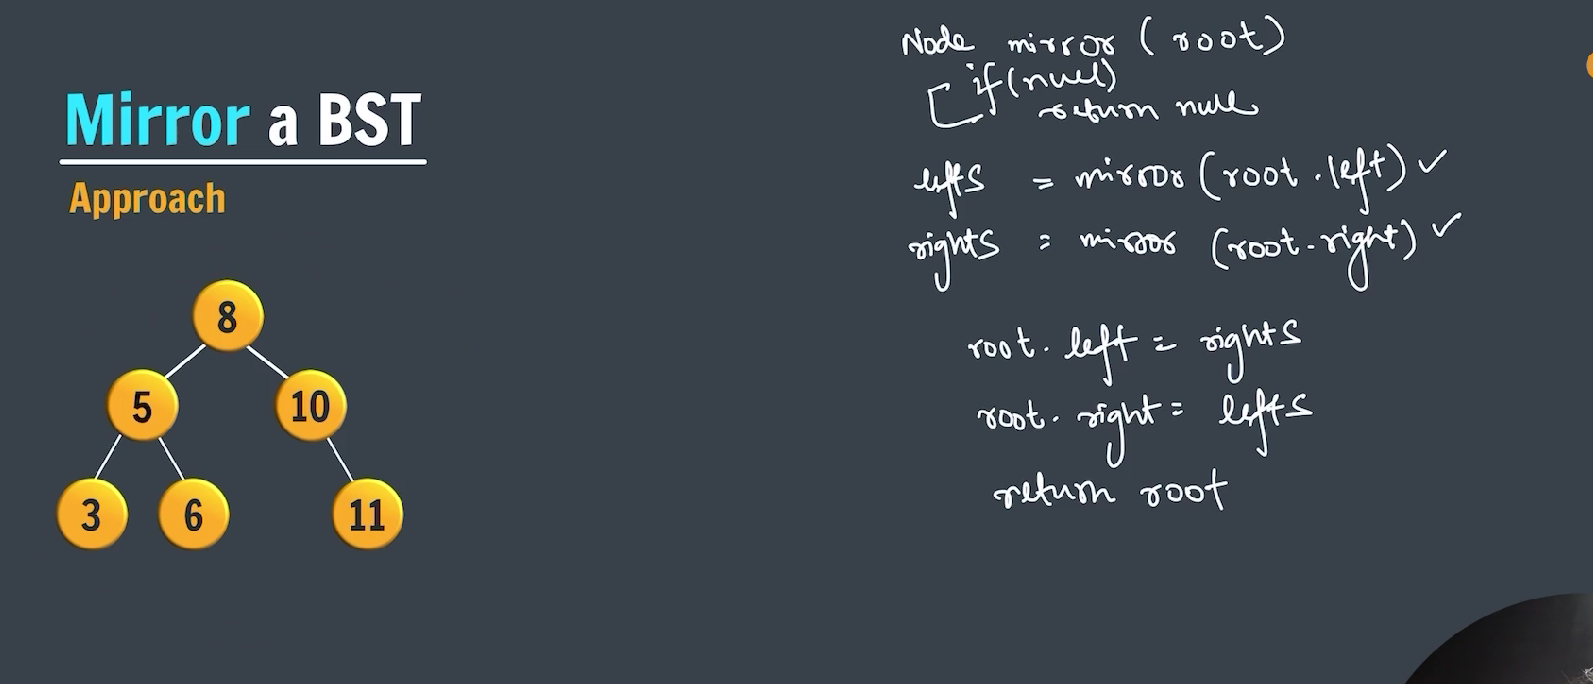 Mirror a BST
Approach
8
5 10
3 6 11
Node mirror (root)
if(null)
return null
leftS = mirror (root.left) ✓
rightS = mirror (root.right) ✓
root.left = rightS
root.right = leftS
return root